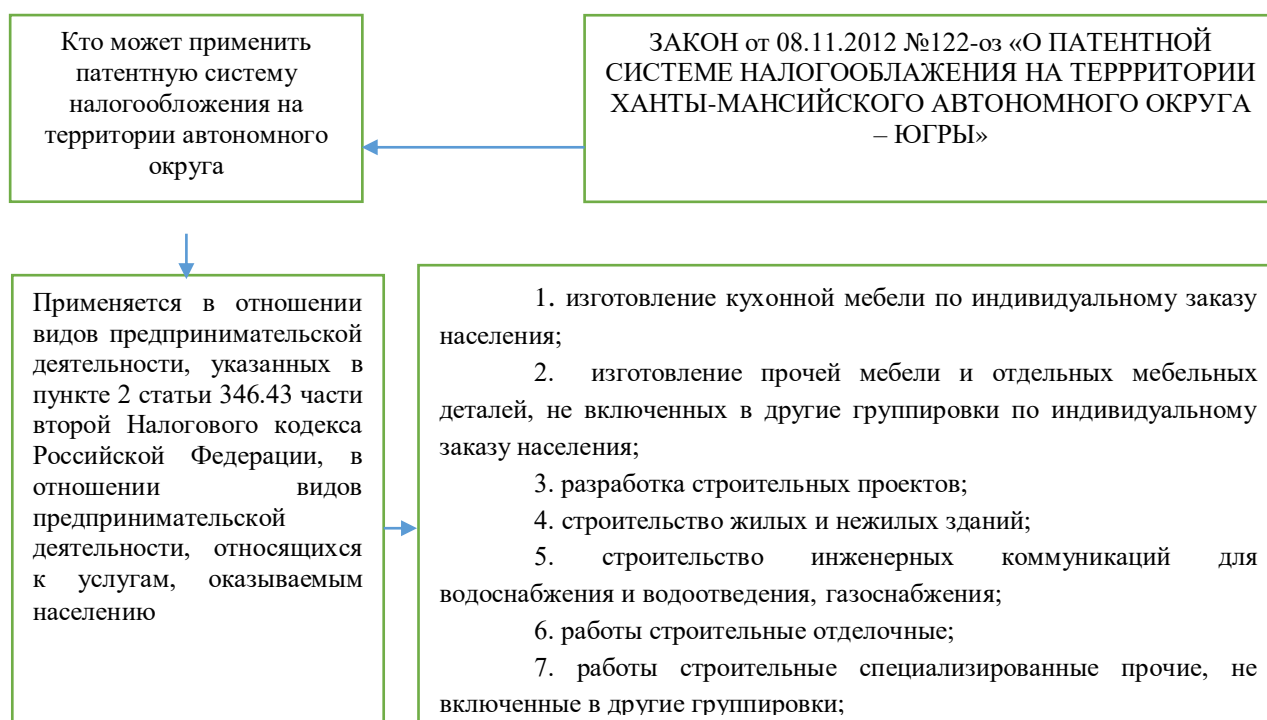 Кто может применить
патентную систему
налогообложения на
территории автономного
округа
ЗАКОН от 08.11.2012 №122-оз «О ПАТЕНТНОЙ
СИСТЕМЕ НАЛОГООБЛАЖЕНИЯ НА ТЕРРРИТОРИИ
ХАНТЫ-МАНСИЙСКОГО АВТОНОМНОГО ОКРУГА
– ЮГРЫ»
Применяется в отношении
видов предпринимательской
деятельности, указанных в
пункте 2 статьи 346.43 части
второй Налогового кодекса
Российской Федерации, в
отношении видов
предпринимательской
деятельности, относящихся
к услугам, оказываемым
населению
1. изготовление кухонной мебели по индивидуальному заказу
населения;
2. изготовление прочей мебели и отдельных мебельных
деталей, не включенных в другие группировки по индивидуальному
заказу населения;
3. разработка строительных проектов;
4. строительство жилых и нежилых зданий;
5. строительство инженерных коммуникаций для
водоснабжения и водоотведения, газоснабжения;
6. работы строительные отделочные;
7. работы строительные специализированные прочие, не
включенные в другие группировки;